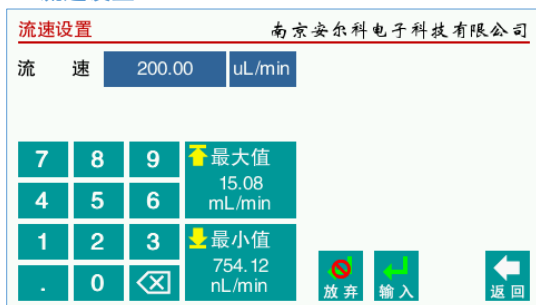 流速设置
南京安尔科电子科技有限公司
流 速 200.00 uL/min
7 8 9
最大值
15.08
mL/min
4 5 6
1 2 3
最小值
754.12
nL/min
. 0
放弃 输入 返回